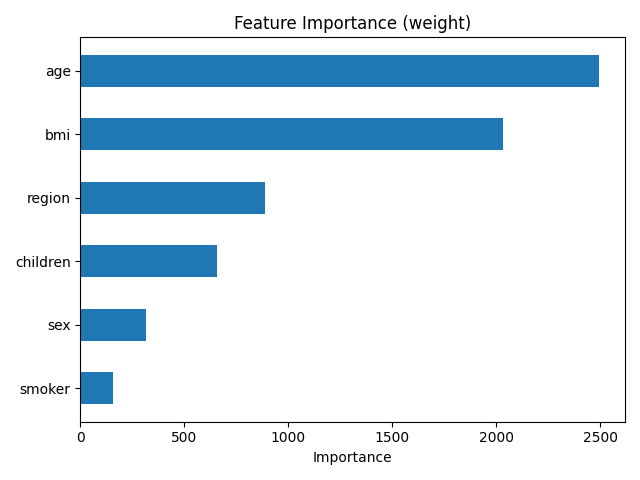 Feature Importance (weight)
age
bmi
region
children
sex
smoker
0 500 1000 1500 2000 2500
Importance